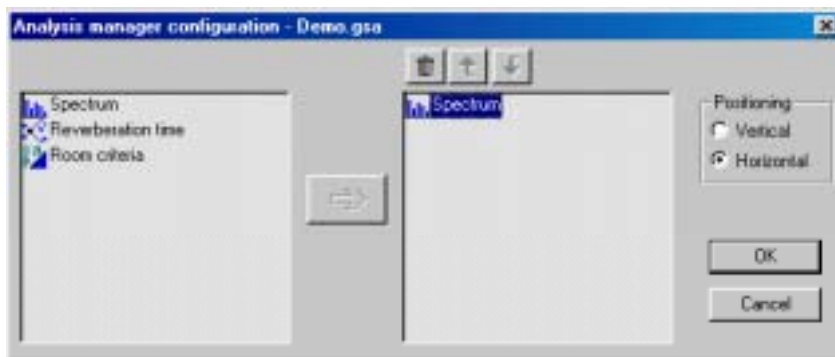 Analysis manager configuration - Demo.gsa
Spectrum
Reverberation time
Room criteria
Spectrum
Positioning
Vertical
Horizontal
OK
Cancel